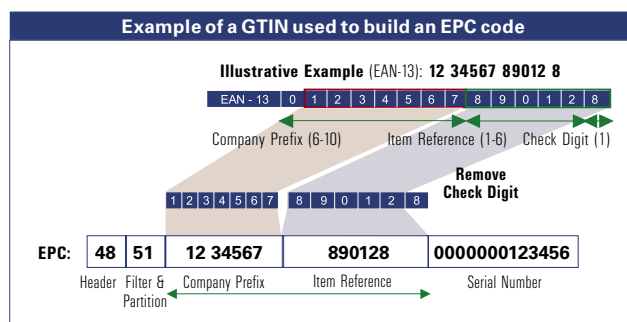 Example of a GTIN used to build an EPC code
Illustrative Example (EAN-13): 12 34567 89012 8
EAN - 13 0 1 2 3 4 5 6 7 8 9 0 1 2 8
Company Prefix (6-10) Item Reference (1-6) Check Digit (1)
Remove
Check Digit
1 2 3 4 5 6 7 8 9 0 1 2 8
EPC: 48 51 12 34567 890128 0000000123456
Header Filter & Partition Company Prefix Item Reference Serial Number